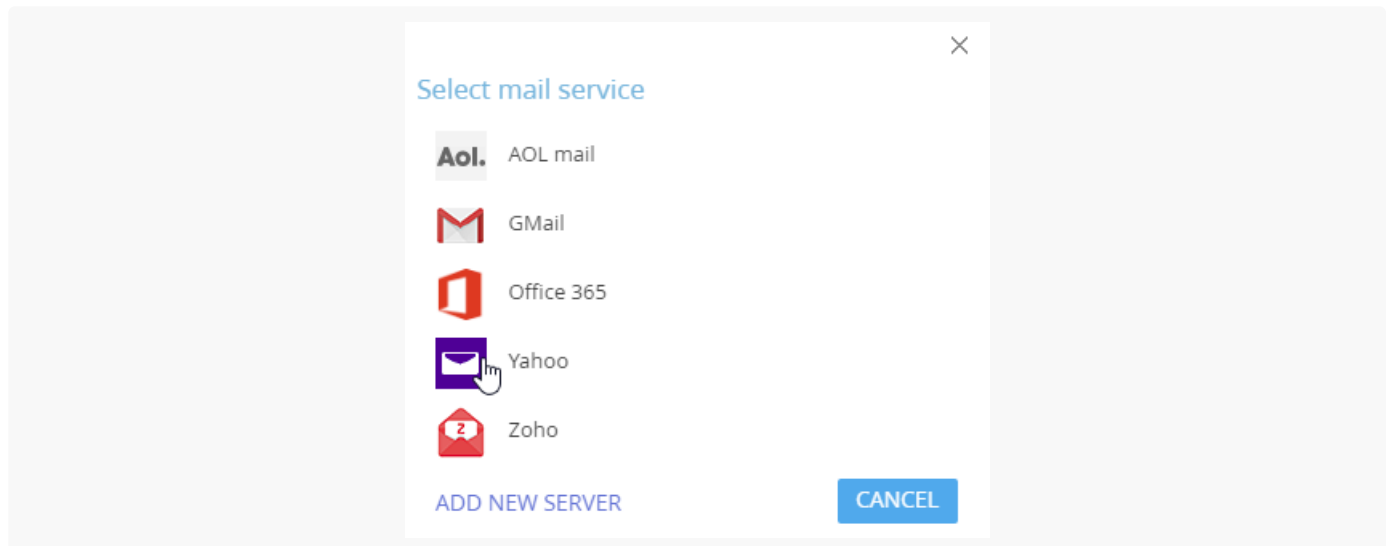 Select mail service
Aol. AOL mail
GMail
Office 365
Yahoo
Z Zoho
ADD NEW SERVER CANCEL